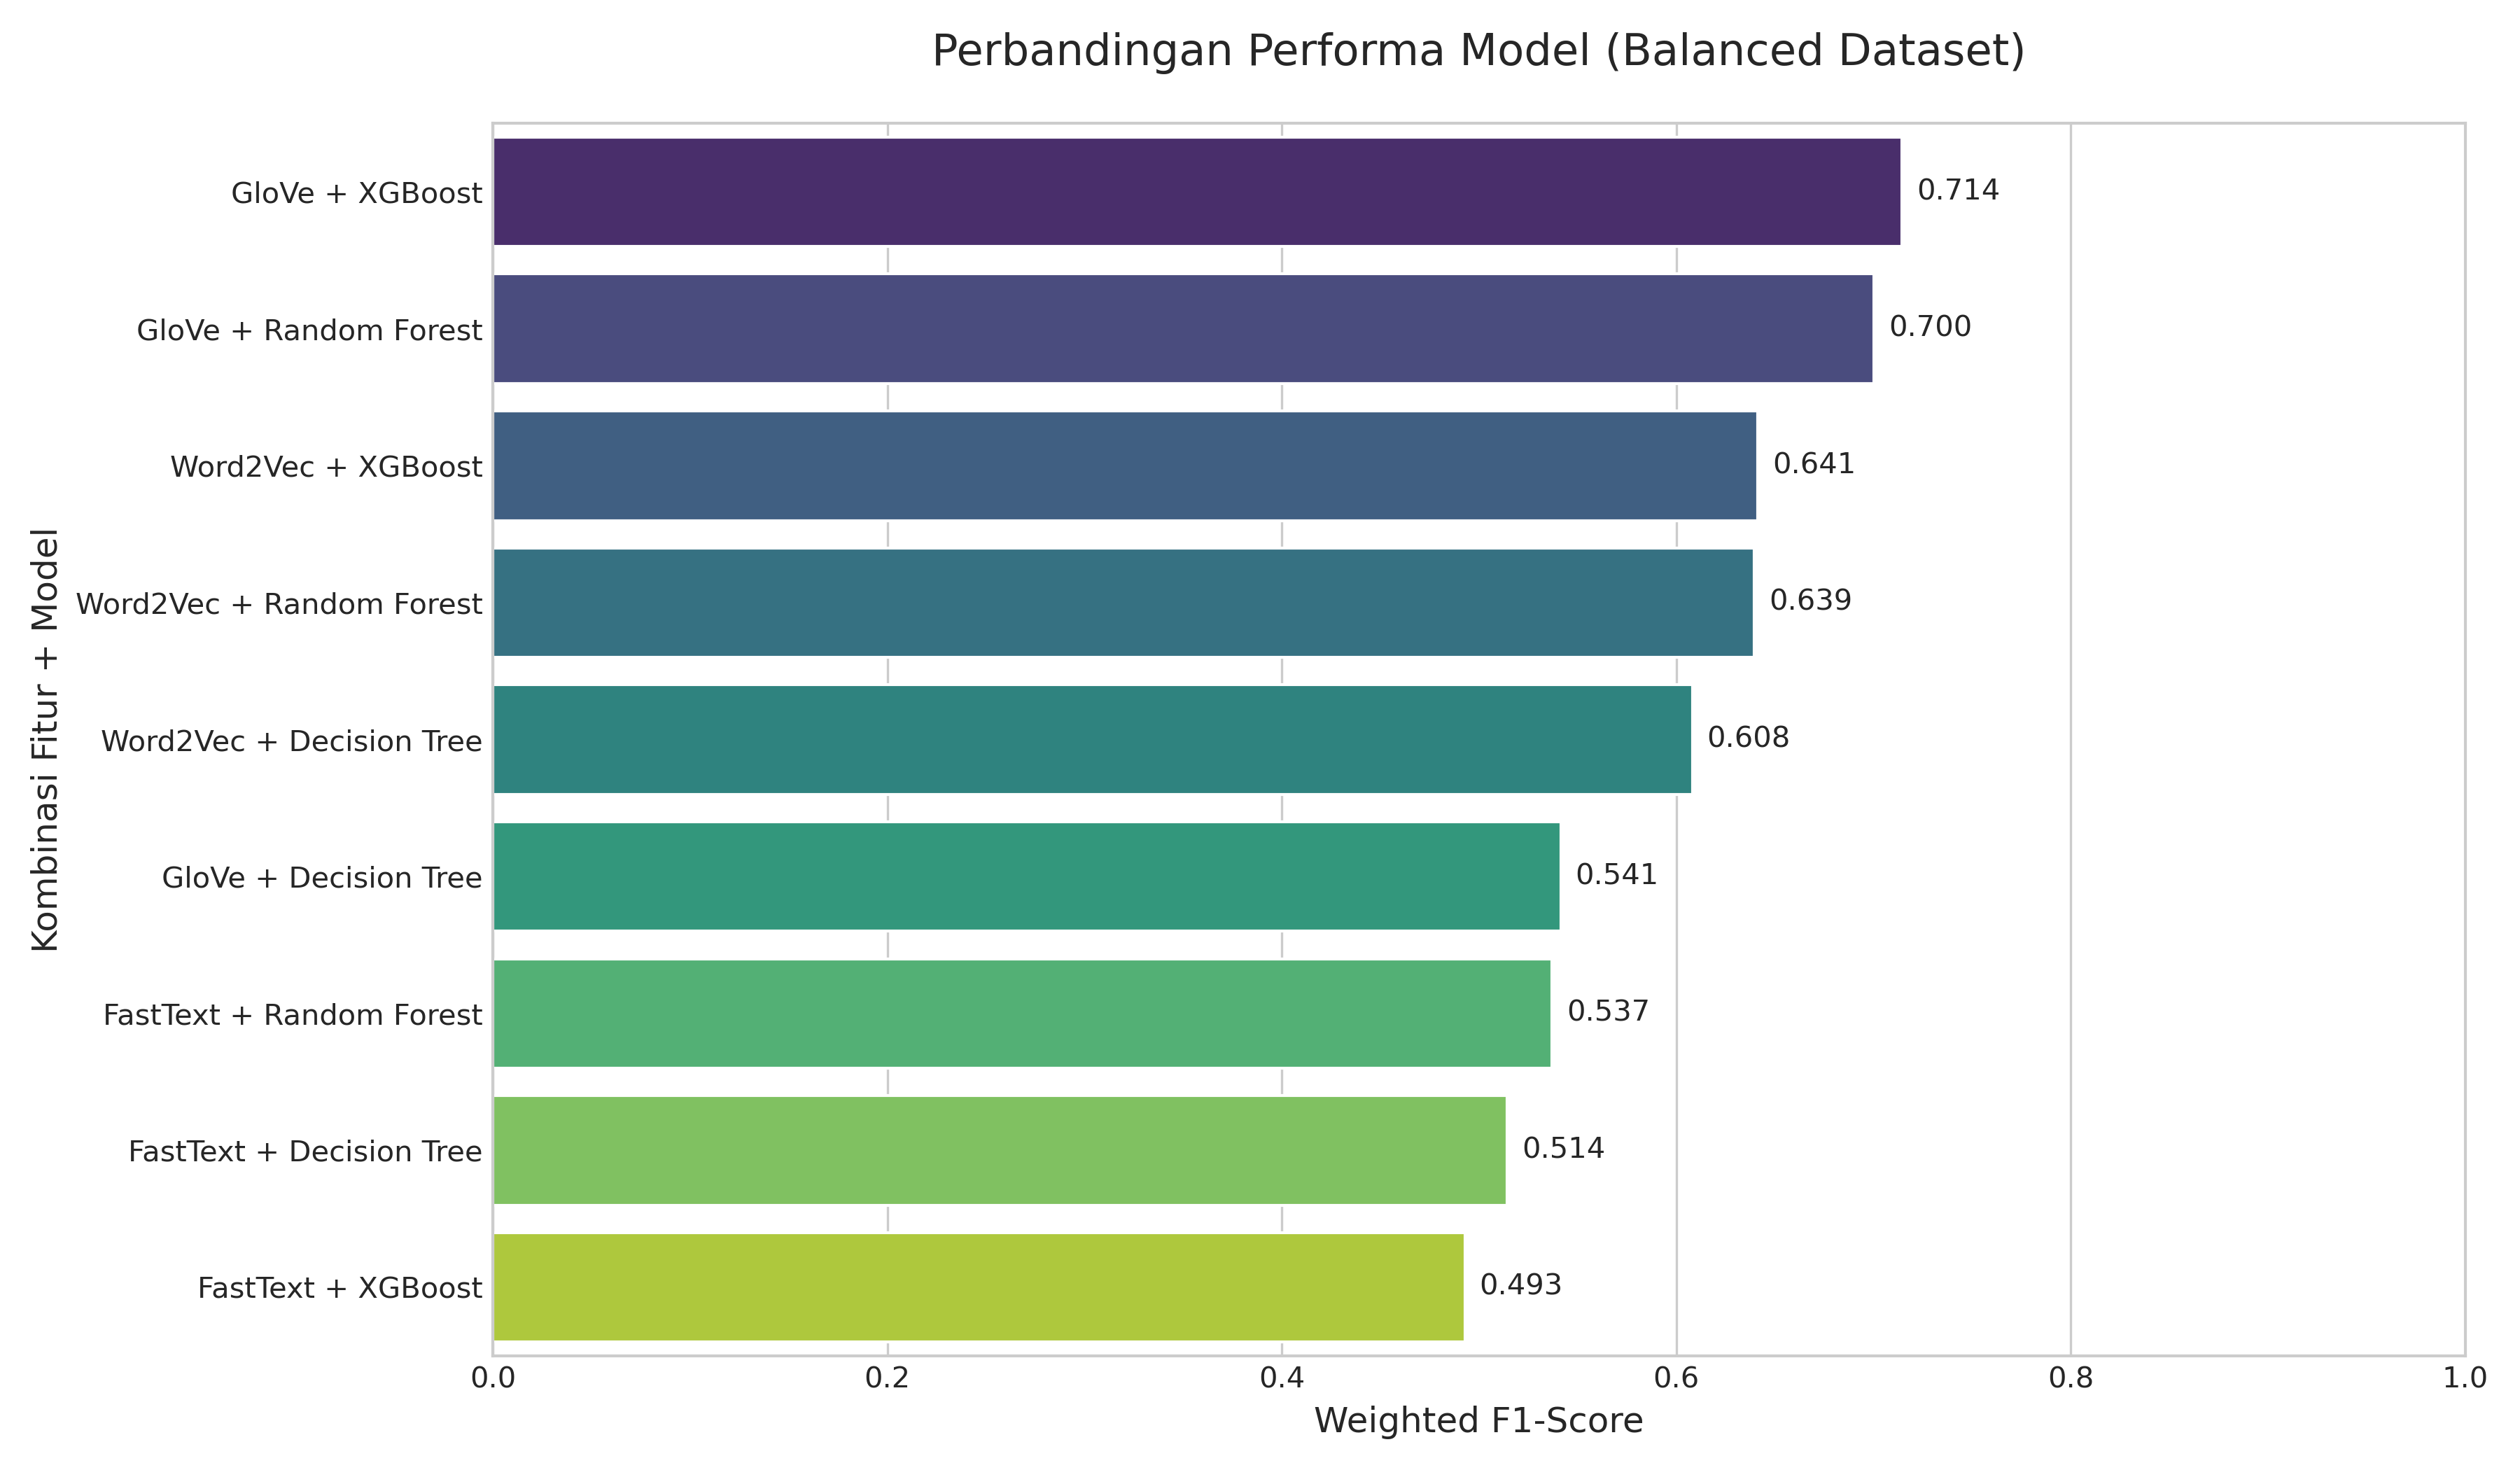 Perbandingan Performa Model (Balanced Dataset)
Kombinasi Fitur + Model
GloVe + XGBoost 0.714
GloVe + Random Forest 0.700
Word2Vec + XGBoost 0.641
Word2Vec + Random Forest 0.639
Word2Vec + Decision Tree 0.608
GloVe + Decision Tree 0.541
FastText + Random Forest 0.537
FastText + Decision Tree 0.514
FastText + XGBoost 0.493
0.0 0.2 0.4 0.6 0.8 1.0
Weighted F1-Score